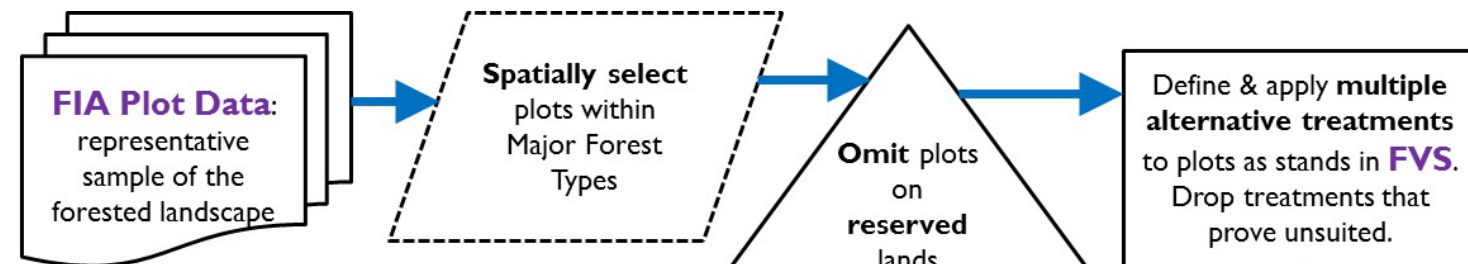 FIA Plot Data:
representative
sample of the
forested landscape
Spatially select
plots within
Major Forest
Types
Omit plots
on
reserved
lands
Define & apply multiple
alternative treatments
to plots as stands in FVS.
Drop treatments that
prove unsuited.